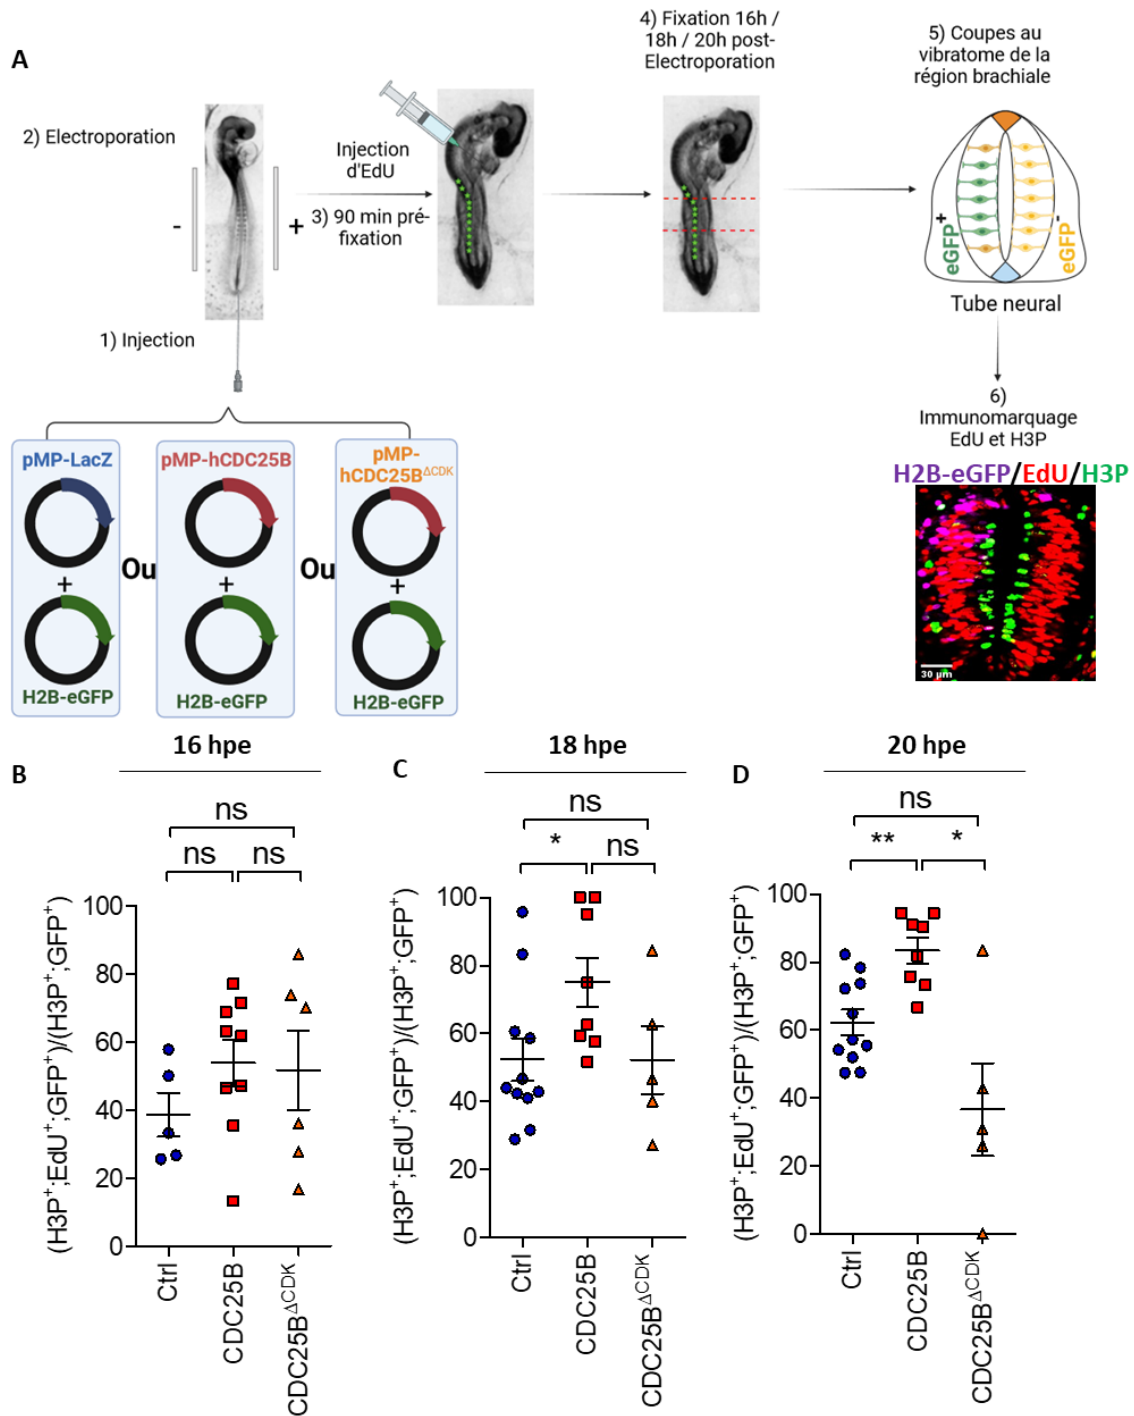 A
4) Fixation 16h /
18h / 20h post-
Electroporation
5) Coupes au
vibratome de la
région brachiale
2) Electroporation
Injection
d'EdU
3) 90 min pré-
fixation
-
+
eGFP+
eGFP-
Tube neural
1) Injection
6)
Immunomarquage
EdU et H3P
H2B-eGFP/EdU/H3P
30 µm
pMP-LacZ
+
H2B-eGFP
Ou
pMP-hCDC25B
+
H2B-eGFP
Ou
pMP-
hCDC25BΔCDK
+
H2B-eGFP
B
16 hpe
ns
ns
ns
(H3P+;EdU+;GFP+)/(H3P+;GFP+)
100
80
60
40
20
0
Ctrl
CDC25B
CDC25BΔCDK
C
18 hpe
ns
*
ns
(H3P+;EdU+;GFP+)/(H3P+;GFP+)
100
80
60
40
20
0
Ctrl
CDC25B
CDC25BΔCDK
D
20 hpe
ns
**
*
(H3P+;EdU+;GFP+)/(H3P+;GFP+)
100
80
60
40
20
0
Ctrl
CDC25B
CDC25BΔCDK